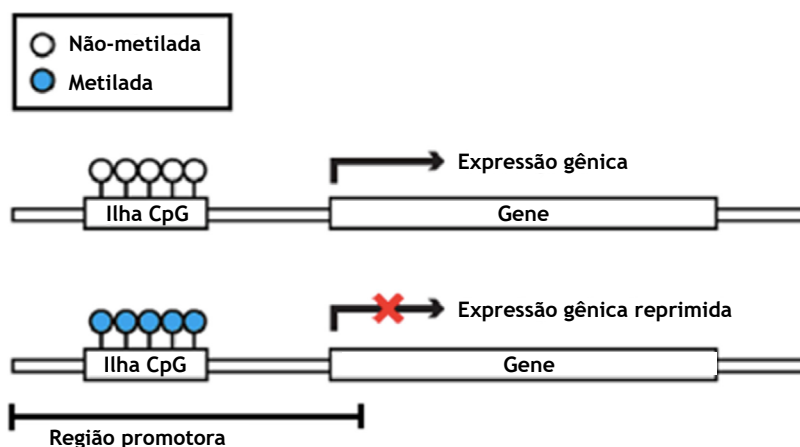 Não-metilada
Metilada
Expressão gênica
Ilha CpG
Gene
Expressão gênica reprimida
Ilha CpG
Gene
Região promotora